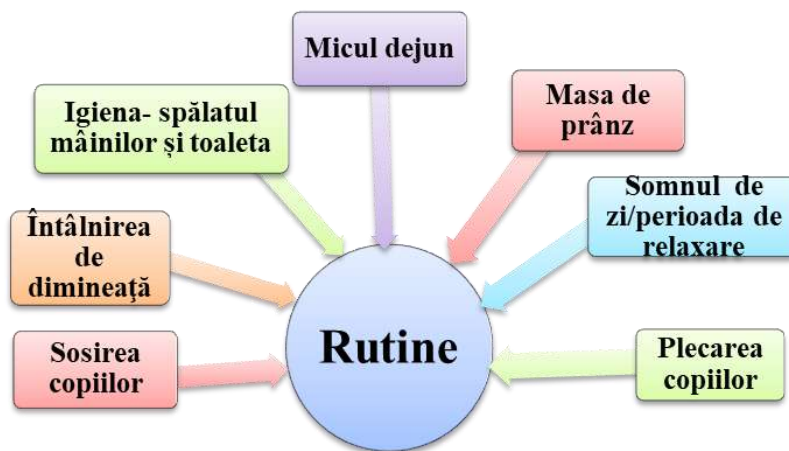 Micul dejun
Igiena- spălatul
mâinilor și toaleta
Masa de
prânz
Întâlnirea
de
dimineaţă
Somnul de
zi/perioada de
relaxare
Sosirea
copiilor
Rutine
Plecarea
copiilor